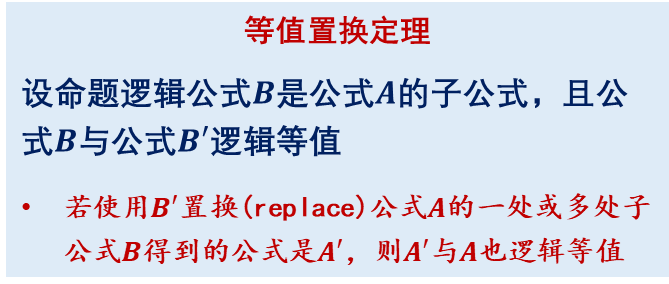 等值置换定理
设命题逻辑公式B是公式A的子公式，且公
式B与公式B′逻辑等值
• 若使用B′置换(replace)公式A的一处或多处子
公式B得到的公式是A′，则A′与A也逻辑等值